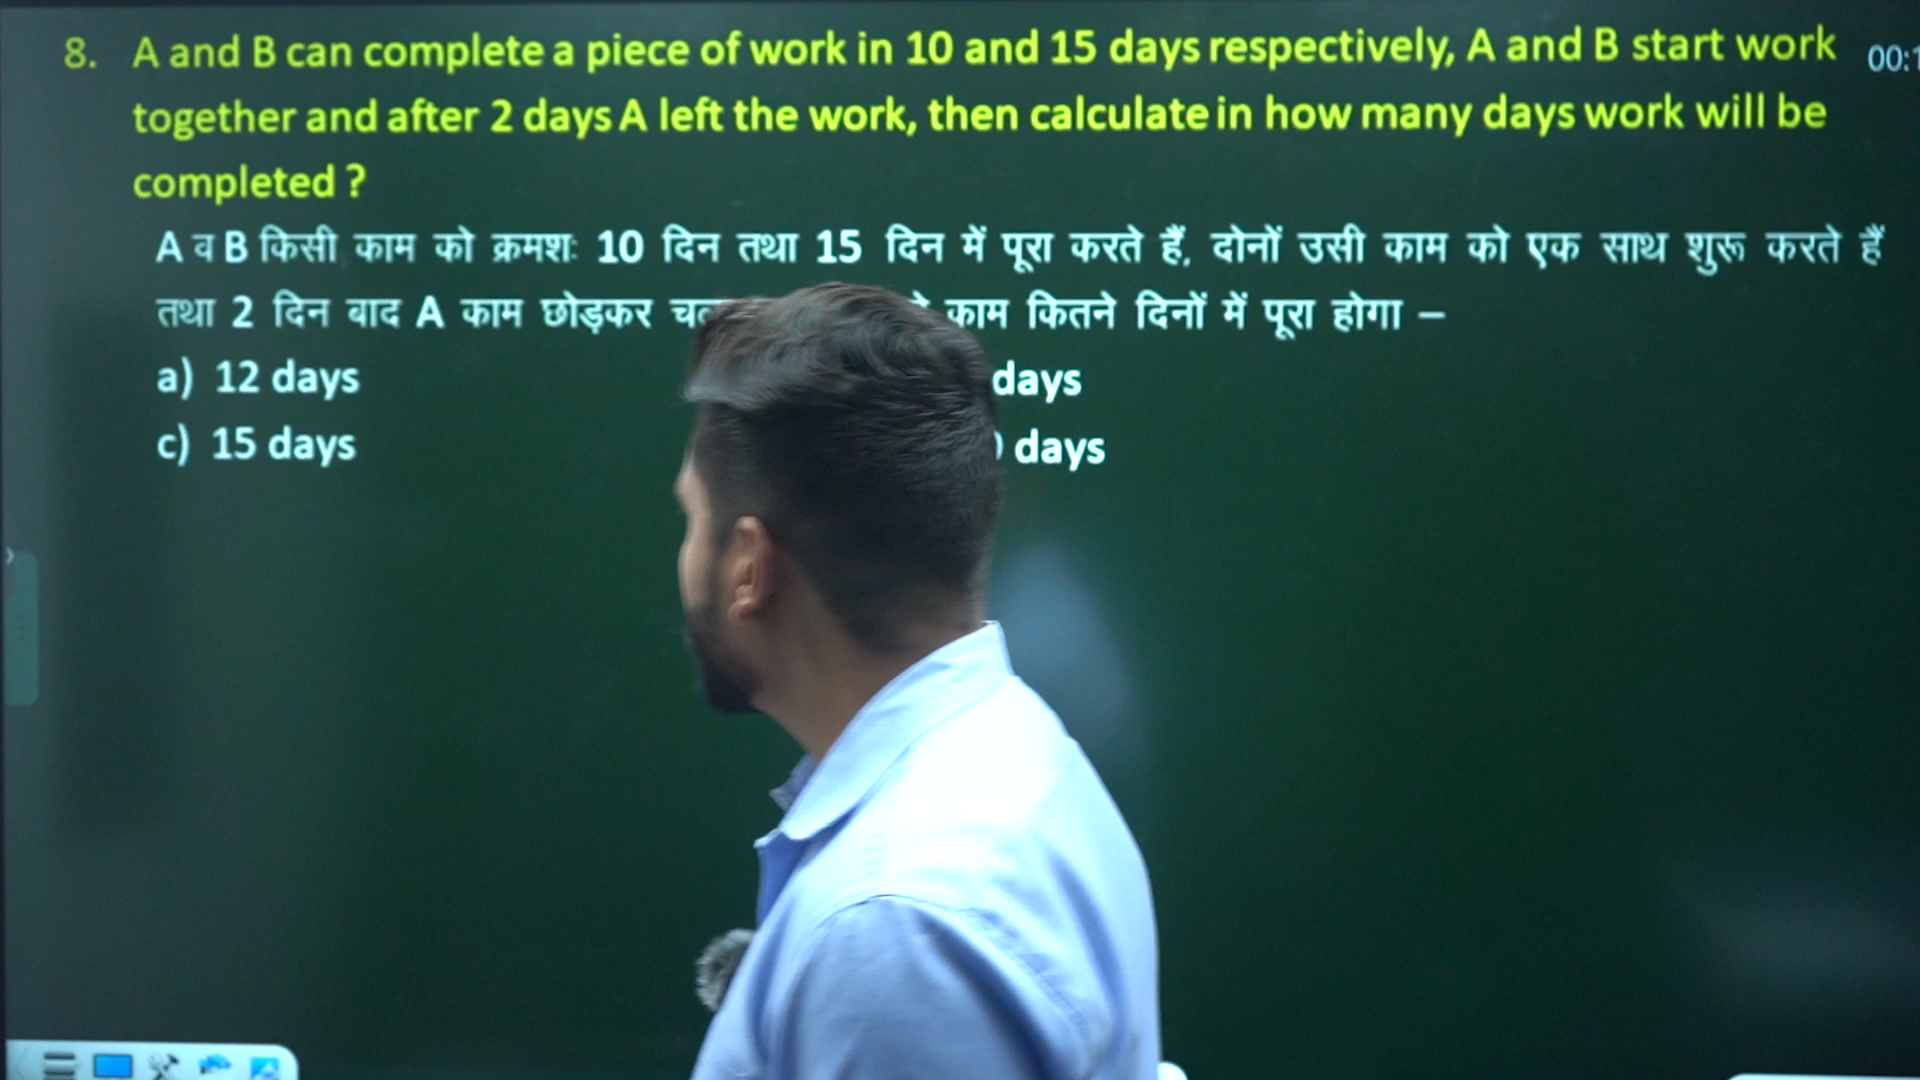 8. A and B can complete a piece of work in 10 and 15 days respectively, A and B start work
00:1
together and after 2 days A left the work, then calculate in how many days work will be
completed ?
A व B किसी काम को क्रमशः 10 दिन तथा 15 दिन में पूरा करते हैं, दोनों उसी काम को एक साथ शुरू करते हैं
तथा 2 दिन बाद A काम छोड़कर काम कितने दिनों में पूरा होगा –
a) 12 days
days
c) 15 days
days